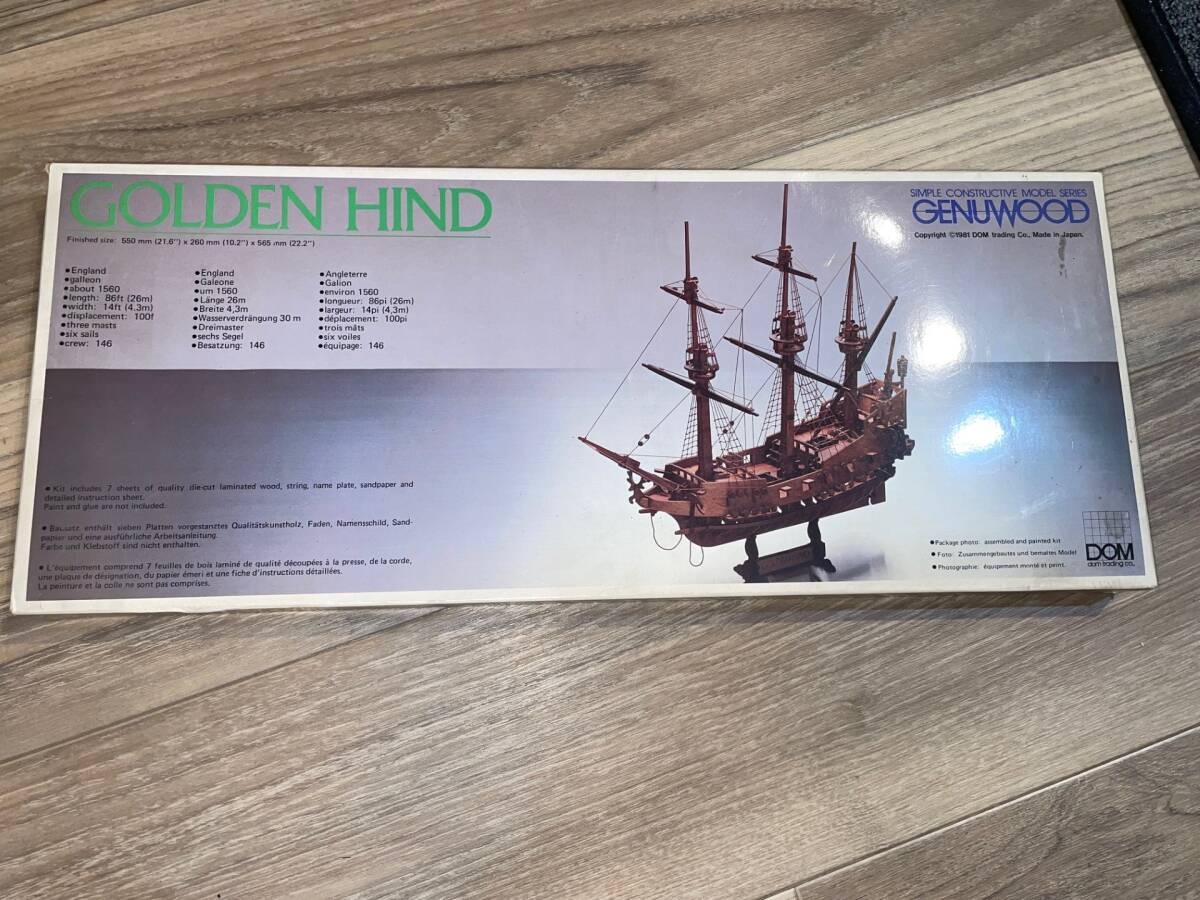 GOLDEN HIND
Finished size: 550 mm (21.6'') x 260 mm (10.2'') x 565 mm (22.2'')
●England
●galleon
●about 1560
●length: 86ft (26m)
●width: 14ft (4.3m)
●displacement: 100f
●three masts
●six sails
●crew: 146
●England
●Galeone
●um 1560
●Länge 26m
●Breite 4,3m
●Wasserverdrängung 30 m
●Dreimaster
●sechs Segel
●Besatzung: 146
●Angleterre
●Galion
●environ 1560
●longueur: 86pi (26m)
●largeur: 14pi (4,3m)
●déplacement: 100pi
●trois mâts
●six voiles
●équipage: 146
SIMPLE CONSTRUCTIVE MODEL SERIES
GENUWOOD
Copyright ©1981 DOM trading Co., Made in Japan.
●Kit includes 7 sheets of quality die-cut laminated wood, string, name plate, sandpaper and
detailed instruction sheet.
Paint and glue are not included.
●Bausatz enthält sieben Platten vorgestanztes Qualitätskunstholz, Faden, Namensschild, Sand-
papier und eine ausführliche Arbeitsanleitung.
Farbe und Klebstoff sind nicht enthalten.
●L'équipement comprend 7 feuilles de bois laminé de qualité découpées à la presse, de la corde,
une plaque de désignation, du papier émeri et une fiche d'instructions détaillées.
La peinture et la colle ne sont pas comprises.
●Package photo: assembled and painted kit
●Foto: Zusammengebautes und bemaltes Model
●Photographie: équipement monté et peint.
DOM
dom trading co.,